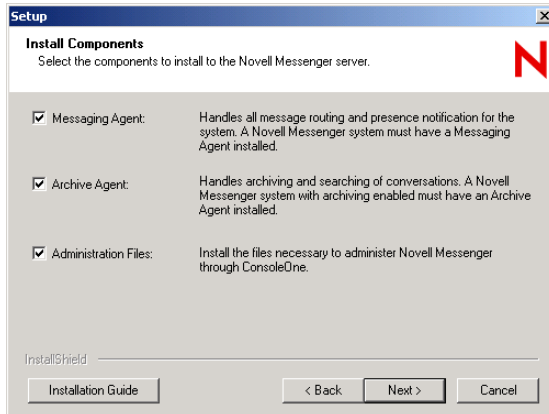 Setup
Install Components
Select the components to install to the Novell Messenger server.
N
Messaging Agent:
Handles all message routing and presence notification for the
system. A Novell Messenger system must have a Messaging
Agent installed.
Archive Agent:
Handles archiving and searching of conversations. A Novell
Messenger system with archiving enabled must have an Archive
Agent installed.
Administration Files:
Install the files necessary to administer Novell Messenger
through ConsoleOne.
InstallShield
Installation Guide
< Back
Next >
Cancel